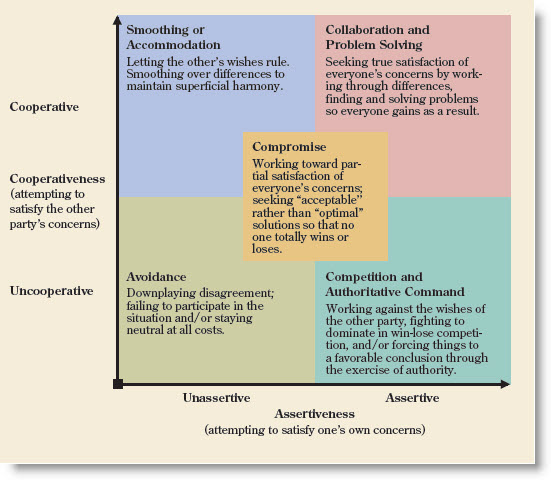 Smoothing or
Accommodation
Letting the other's wishes rule.
Smoothing over differences to
maintain superficial harmony.
Collaboration and
Problem Solving
Seeking true satisfaction of
everyone's concerns by work-
ing through differences,
finding and solving problems
so everyone gains as a result.
Cooperative
Compromise
Working toward par-
tial satisfaction of
everyone's concerns;
seeking “acceptable”
rather than “optimal”
solutions so that no
one totally wins or
loses.
Cooperativeness
(attempting to
satisfy the other
party's concerns)
Uncooperative
Avoidance
Downplaying disagreement;
failing to participate in the
situation and/or staying
neutral at all costs.
Competition and
Authoritative Command
Working against the wishes of
the other party, fighting to
dominate in win-lose competi-
tion, and/or forcing things to
a favorable conclusion through
the exercise of authority.
Unassertive
Assertive
Assertiveness
(attempting to satisfy one's own concerns)